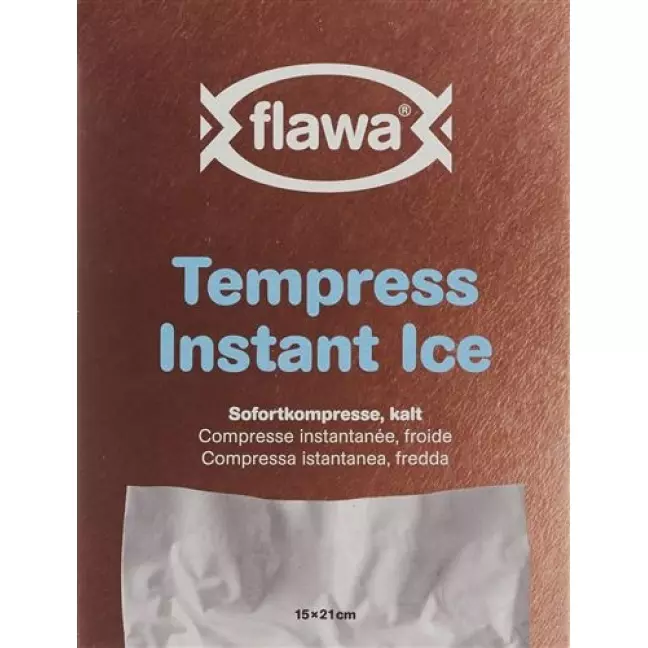 flawa®
Tempress
Instant Ice
Sofortkompresse, kalt
Compresse instantanée, froide
Compressa istantanea, fredda
15×21cm